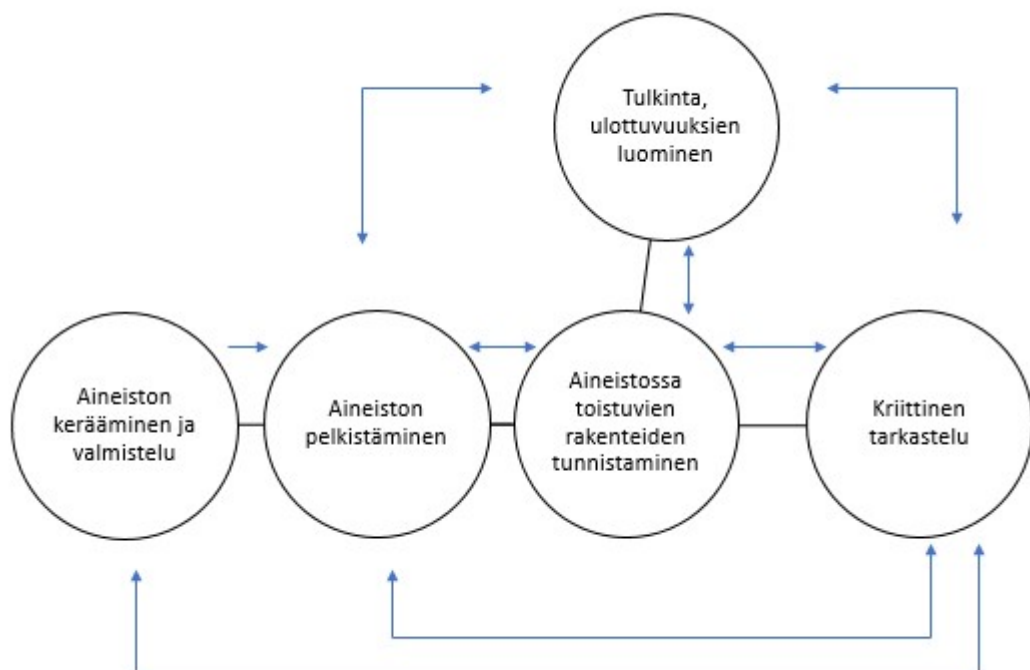 Tulkinta,
ulottuvuuksien
luominen
Aineiston
kerääminen ja
valmistelu
Aineiston
pelkistäminen
Aineistossa
toistuvien
rakenteiden
tunnistaminen
Kriittinen
tarkastelu